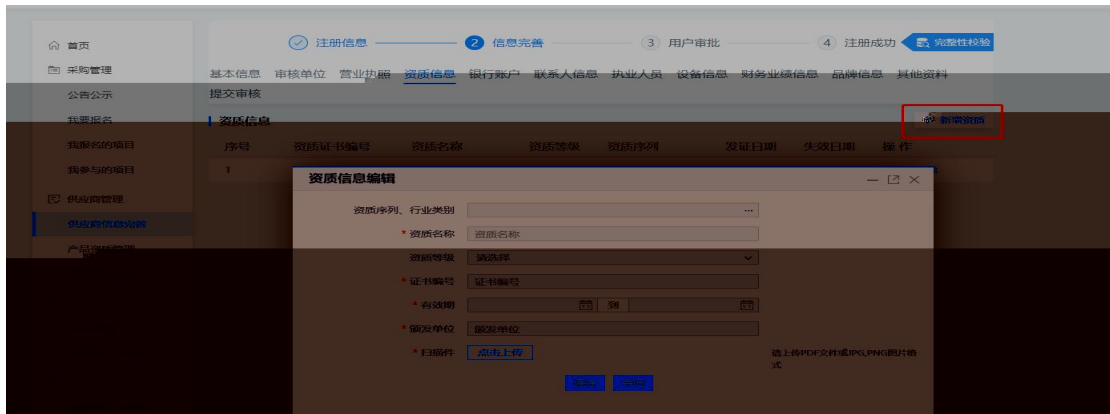 首页
采购管理
公告公示
我要报名
我报名的项目
我参与的项目
供应商管理
供应商信息完善
产品资质管理
注册信息 2 信息完善 3 用户审批 4 注册成功 完整性校验
基本信息 审核单位 营业执照 资质信息 银行账户 联系人信息 执业人员 设备信息 财务业绩信息 品牌信息 其他资料
提交审核
资质信息 新增资质
序号 资质证书编号 资质名称 资质等级 资质序列 发证日期 失效日期 操作
1
资质信息编辑
资质序列、行业类别 ...
* 资质名称 资质名称
资质等级 请选择
* 证书编号 证书编号
* 有效期 到
* 颁发单位 颁发单位
* 扫描件 点击上传 请上传PDF文件或JPG,PNG图片格
式